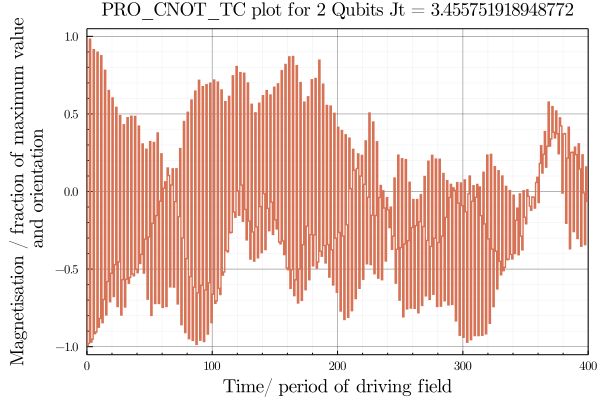 PRO_CNOT_TC plot for 2 Qubits Jt = 3.455751918948772
Magnetisation / fraction of maximum value
and orientation
1.0
0.5
0.0
−0.5
−1.0
0 100 200 300 400
Time/ period of driving field